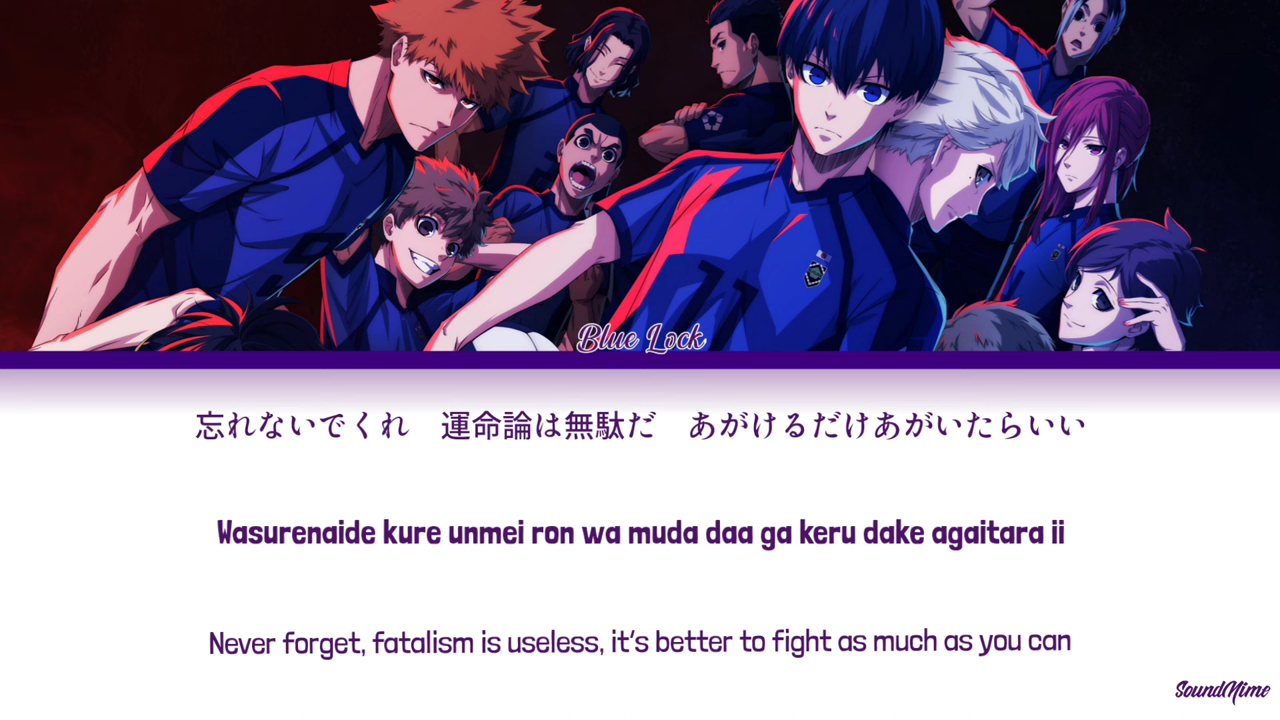 Blue Lock
忘れないでくれ　運命論は無駄だ　あがけるだけあがいたらいい
Wasurenaide kure unmei ron wa muda daa ga keru dake agaitara ii
Never forget, fatalism is useless, it's better to fight as much as you can
SoundNime